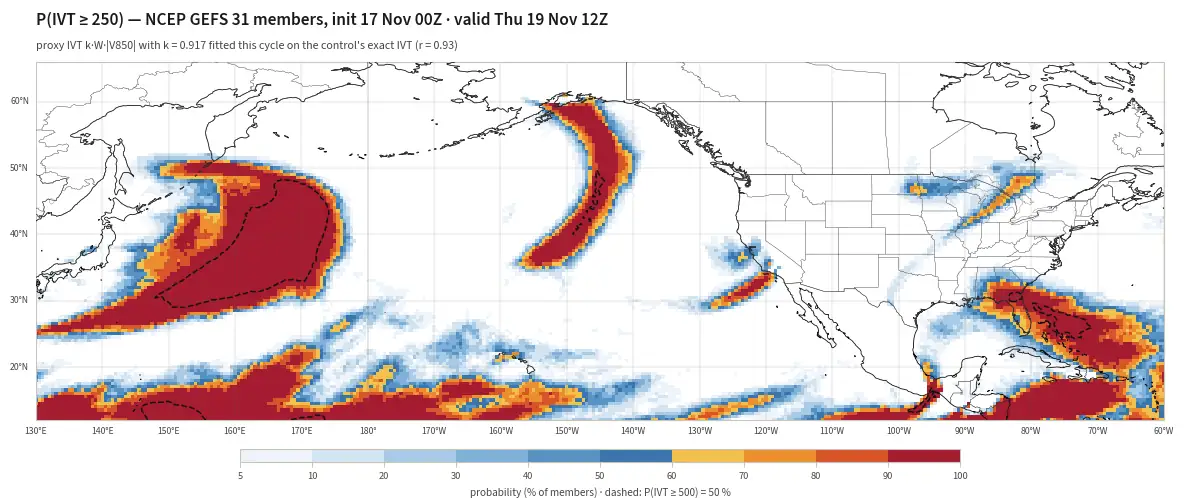 P(IVT ≥ 250) — NCEP GEFS 31 members, init 17 Nov 00Z · valid Thu 19 Nov 12Z
proxy IVT k·W·|V850| with k = 0.917 fitted this cycle on the control's exact IVT (r = 0.93)
60°N
50°N
40°N
30°N
20°N
130°E 140°E 150°E 160°E 170°E 180° 170°W 160°W 150°W 140°W 130°W 120°W 110°W 100°W 90°W 80°W 70°W 60°W
5 10 20 30 40 50 60 70 80 90 100
probability (% of members) · dashed: P(IVT ≥ 500) = 50 %